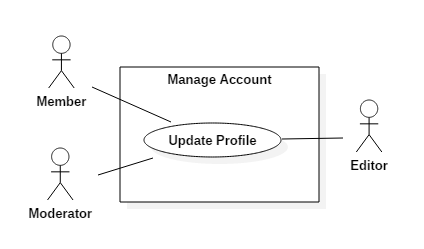 Manage Account
Member
Update Profile
Editor
Moderator